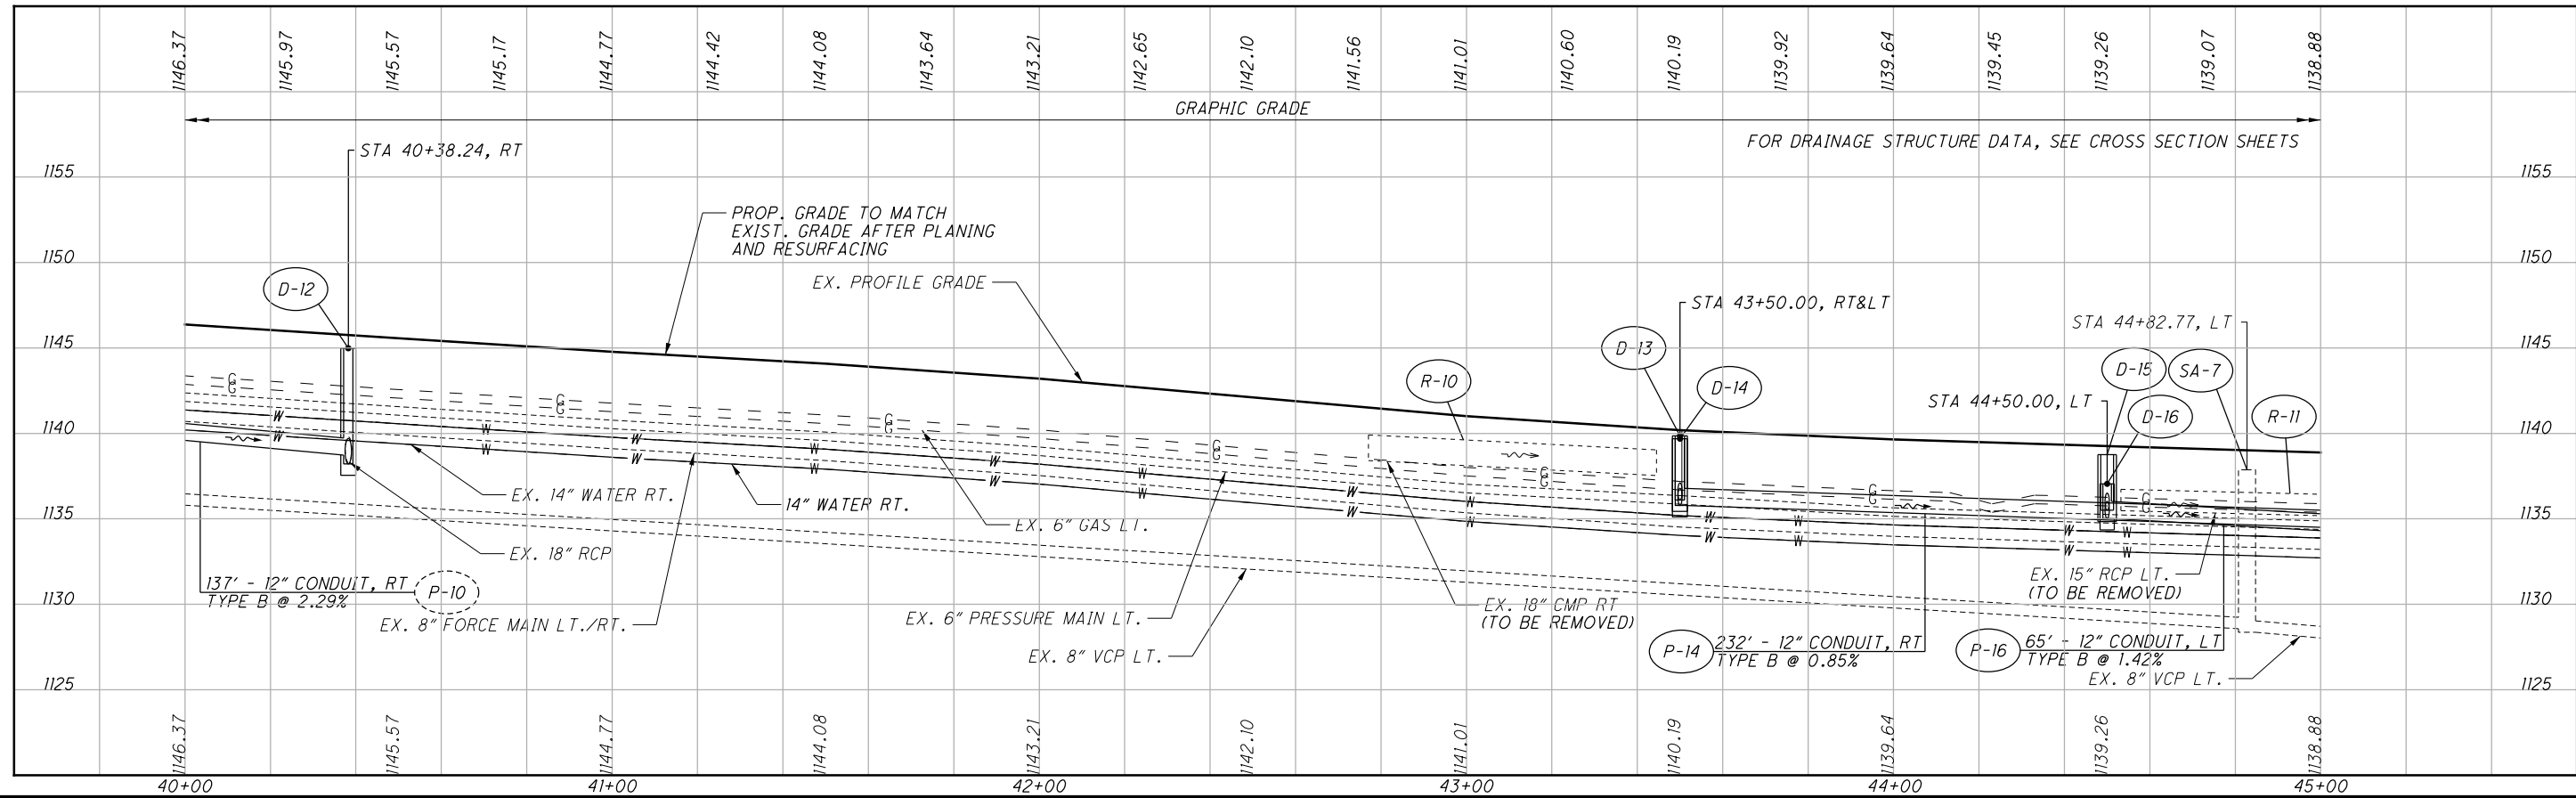 1146.37 1145.97 1145.57 1145.17 1144.77 1144.42 1144.08 1143.64 1143.21 1142.65 1142.10 1141.56 1141.01 1140.60 1140.19 1139.92 1139.64 1139.45 1139.26 1139.07 1138.88
GRAPHIC GRADE
FOR DRAINAGE STRUCTURE DATA, SEE CROSS SECTION SHEETS
STA 40+38.24, RT
1155 1155
PROP. GRADE TO MATCH
EXIST. GRADE AFTER PLANING
AND RESURFACING
1150 1150
EX. PROFILE GRADE
D-12
STA 43+50.00, RT&LT
STA 44+82.77, LT
1145 1145
D-13
D-15 SA-7
R-10
D-14
STA 44+50.00, LT
D-16 R-11
G G G G G G G
G G G G G G G
1140 1140
W W W W W W W W W W W W
W W W W W W W W W W W W
EX. 14" WATER RT.
14" WATER RT.
1135 1135
EX. 6" GAS LT.
EX. 18" RCP
EX. 15" RCP LT.
(TO BE REMOVED)
137' - 12" CONDUIT, RT
TYPE B @ 2.29%
P-10
1130 1130
EX. 18" CMP RT
(TO BE REMOVED)
EX. 8" FORCE MAIN LT./RT.
EX. 6" PRESSURE MAIN LT.
EX. 8" VCP LT.
P-14
232' - 12" CONDUIT, RT
TYPE B @ 0.85%
P-16
65' - 12" CONDUIT, LT
TYPE B @ 1.42%
EX. 8" VCP LT.
1125 1125
1146.37 1145.57 1144.77 1144.08 1143.21 1142.10 1141.01 1140.19 1139.64 1139.26 1138.88
40+00 41+00 42+00 43+00 44+00 45+00